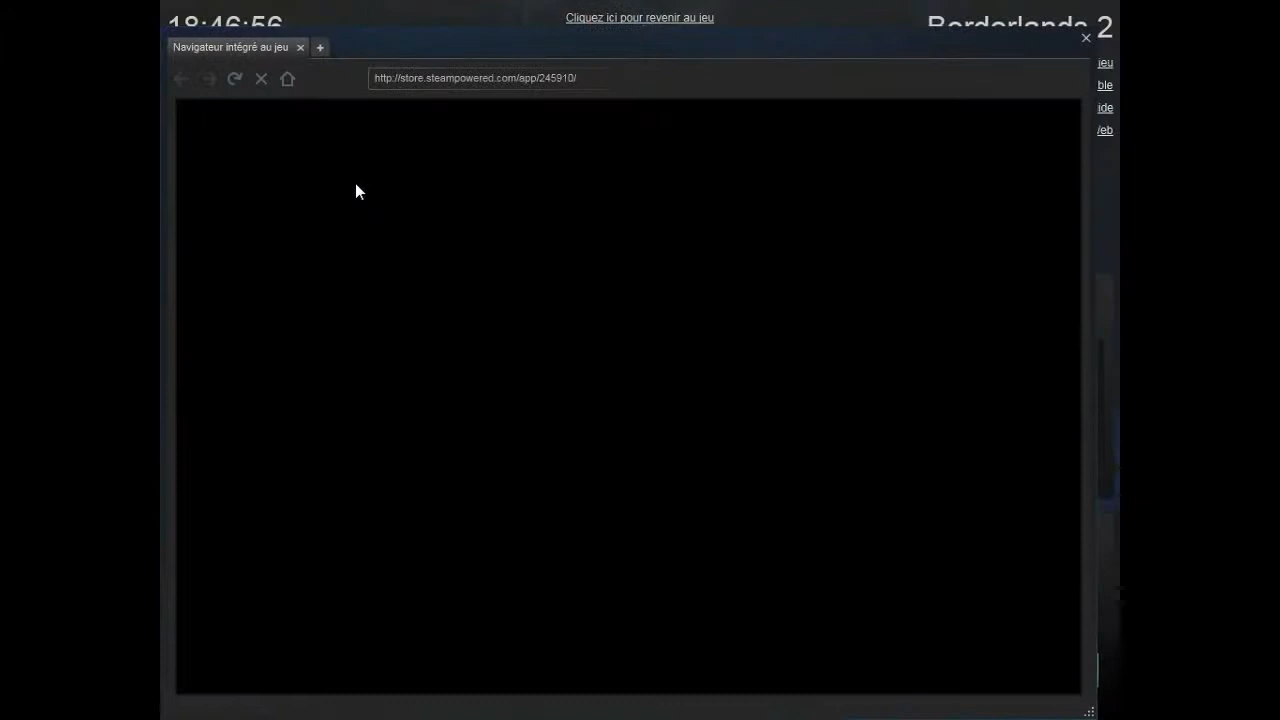 18:46:56
Cliquez ici pour revenir au jeu
Borderlands 2
Navigateur intégré au jeu
http://store.steampowered.com/app/245910/
jeu
ble
ide
eb